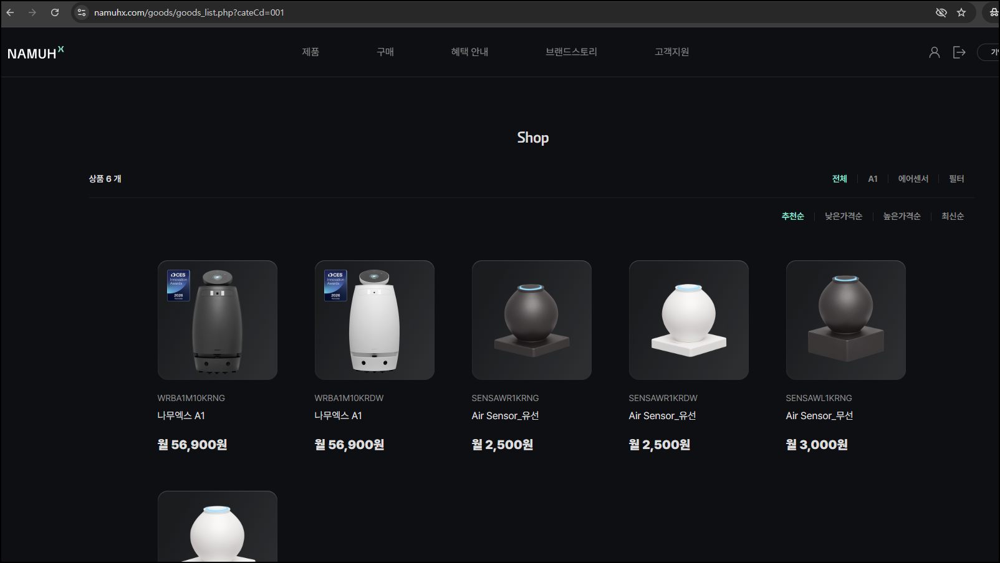 namuhx.com/goods/goods_list.php?cateCd=001
NAMUHX
제품
구매
혜택 안내
브랜드스토리
고객지원
Shop
상품 6 개
전체
A1
에어센서
필터
추천순
낮은가격순
높은가격순
최신순
CES
Innovation
Awards
2026
CES
Innovation
Awards
2026
WRBA1M10KRNG
나무엑스 A1
월 56,900원
WRBA1M10KRDW
나무엑스 A1
월 56,900원
SENSAWR1KRNG
Air Sensor_유선
월 2,500원
SENSAWR1KRDW
Air Sensor_유선
월 2,500원
SENSAWL1KRNG
Air Sensor_무선
월 3,000원